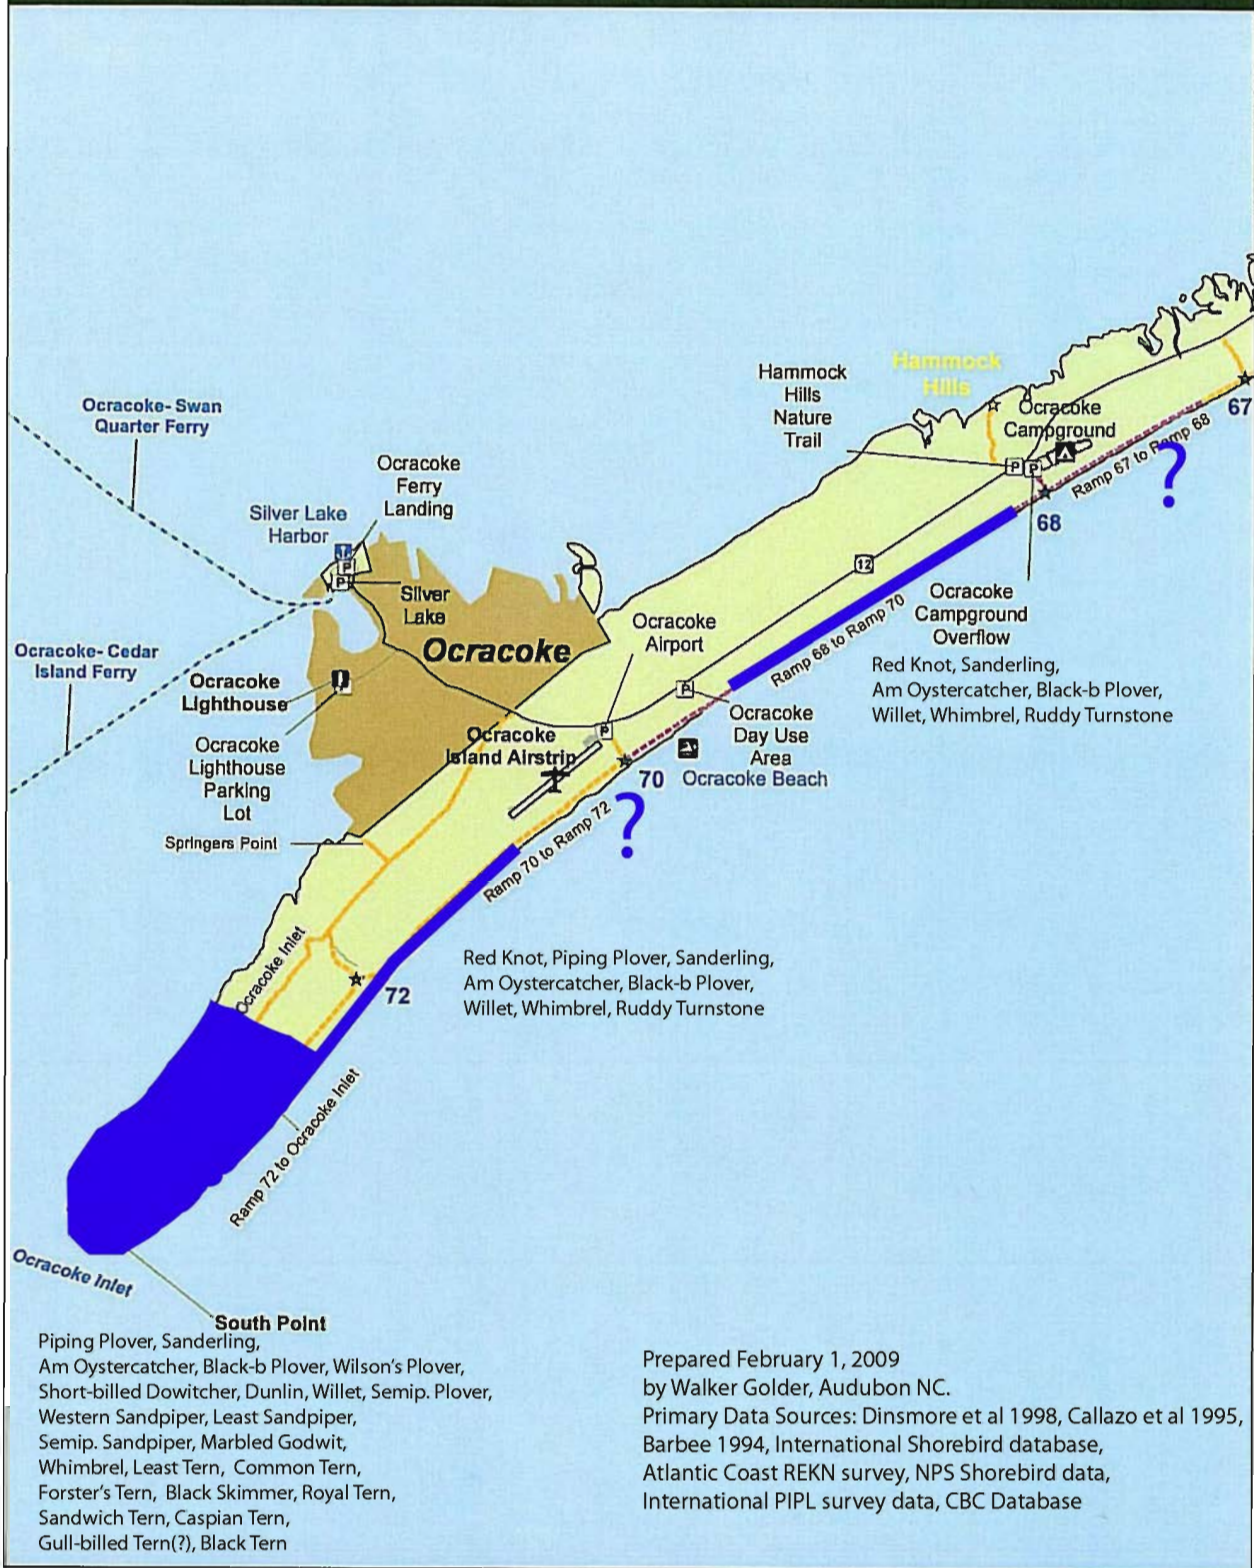 Hammock
Hills
Hammock
Hills
Nature
Trail
Ocracoke
Campground
67
Ramp 67 to Ramp 68
?
68
Ocracoke- Swan
Quarter Ferry
Ocracoke
Ferry
Landing
Silver Lake
Harbor
P
P
Silver
Lake
P
P
12
Ocracoke
Campground
Overflow
Ramp 68 to Ramp 70
Ocracoke
Airport
Ocracoke
Ocracoke- Cedar
Island Ferry
Ocracoke
Lighthouse
Red Knot, Sanderling,
Am Oystercatcher, Black-b Plover,
Willet, Whimbrel, Ruddy Turnstone
P
Ocracoke
Day Use
Area
Ocracoke
Island Airstrip
P
70
Ocracoke Beach
Ocracoke
Lighthouse
Parking
Lot
Springers Point
Ramp 70 to Ramp 72
?
Ocracoke Inlet
72
Red Knot, Piping Plover, Sanderling,
Am Oystercatcher, Black-b Plover,
Willet, Whimbrel, Ruddy Turnstone
Ramp 72 to Ocracoke Inlet
Ocracoke Inlet
South Point
Piping Plover, Sanderling,
Am Oystercatcher, Black-b Plover, Wilson's Plover,
Short-billed Dowitcher, Dunlin, Willet, Semip. Plover,
Western Sandpiper, Least Sandpiper,
Semip. Sandpiper, Marbled Godwit,
Whimbrel, Least Tern, Common Tern,
Forster's Tern, Black Skimmer, Royal Tern,
Sandwich Tern, Caspian Tern,
Gull-billed Tern(?), Black Tern
Prepared February 1, 2009
by Walker Golder, Audubon NC.
Primary Data Sources: Dinsmore et al 1998, Callazo et al 1995,
Barbee 1994, International Shorebird database,
Atlantic Coast REKN survey, NPS Shorebird data,
International PIPL survey data, CBC Database